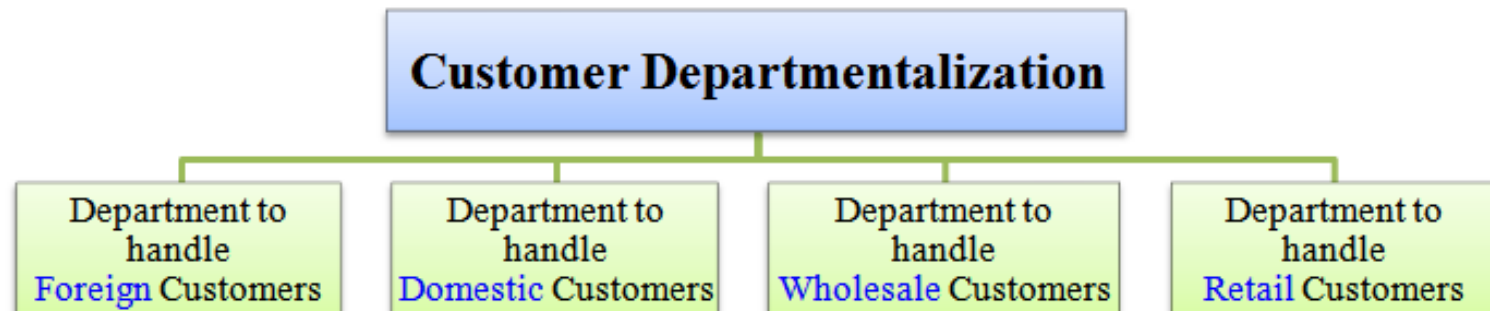 Customer Departmentalization
Department to
handle
Foreign Customers
Department to
handle
Domestic Customers
Department to
handle
Wholesale Customers
Department to
handle
Retail Customers